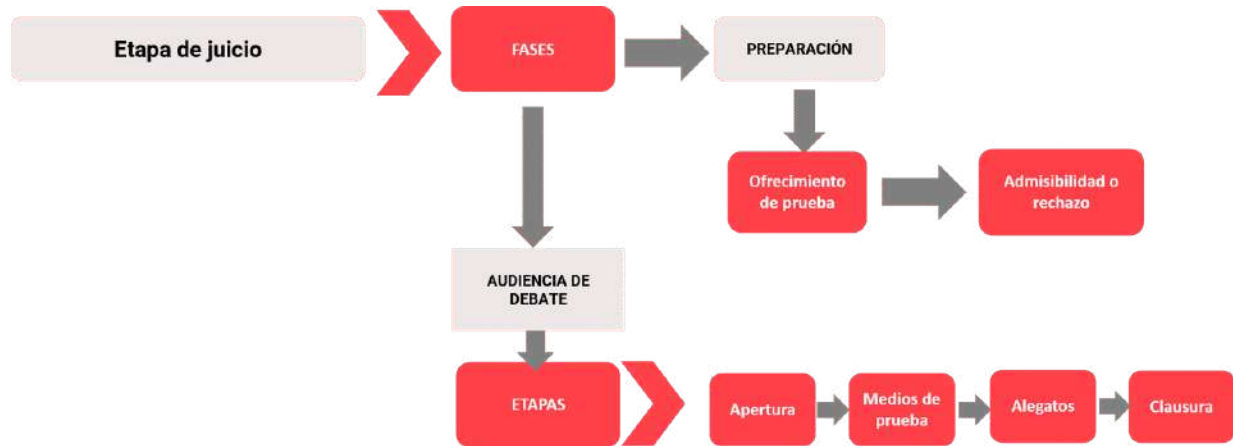 Etapa de juicio
FASES
PREPARACIÓN
Ofrecimiento
de prueba
Admisibilidad o
rechazo
AUDIENCIA DE
DEBATE
ETAPAS
Apertura
Medios de
prueba
Alegatos
Clausura